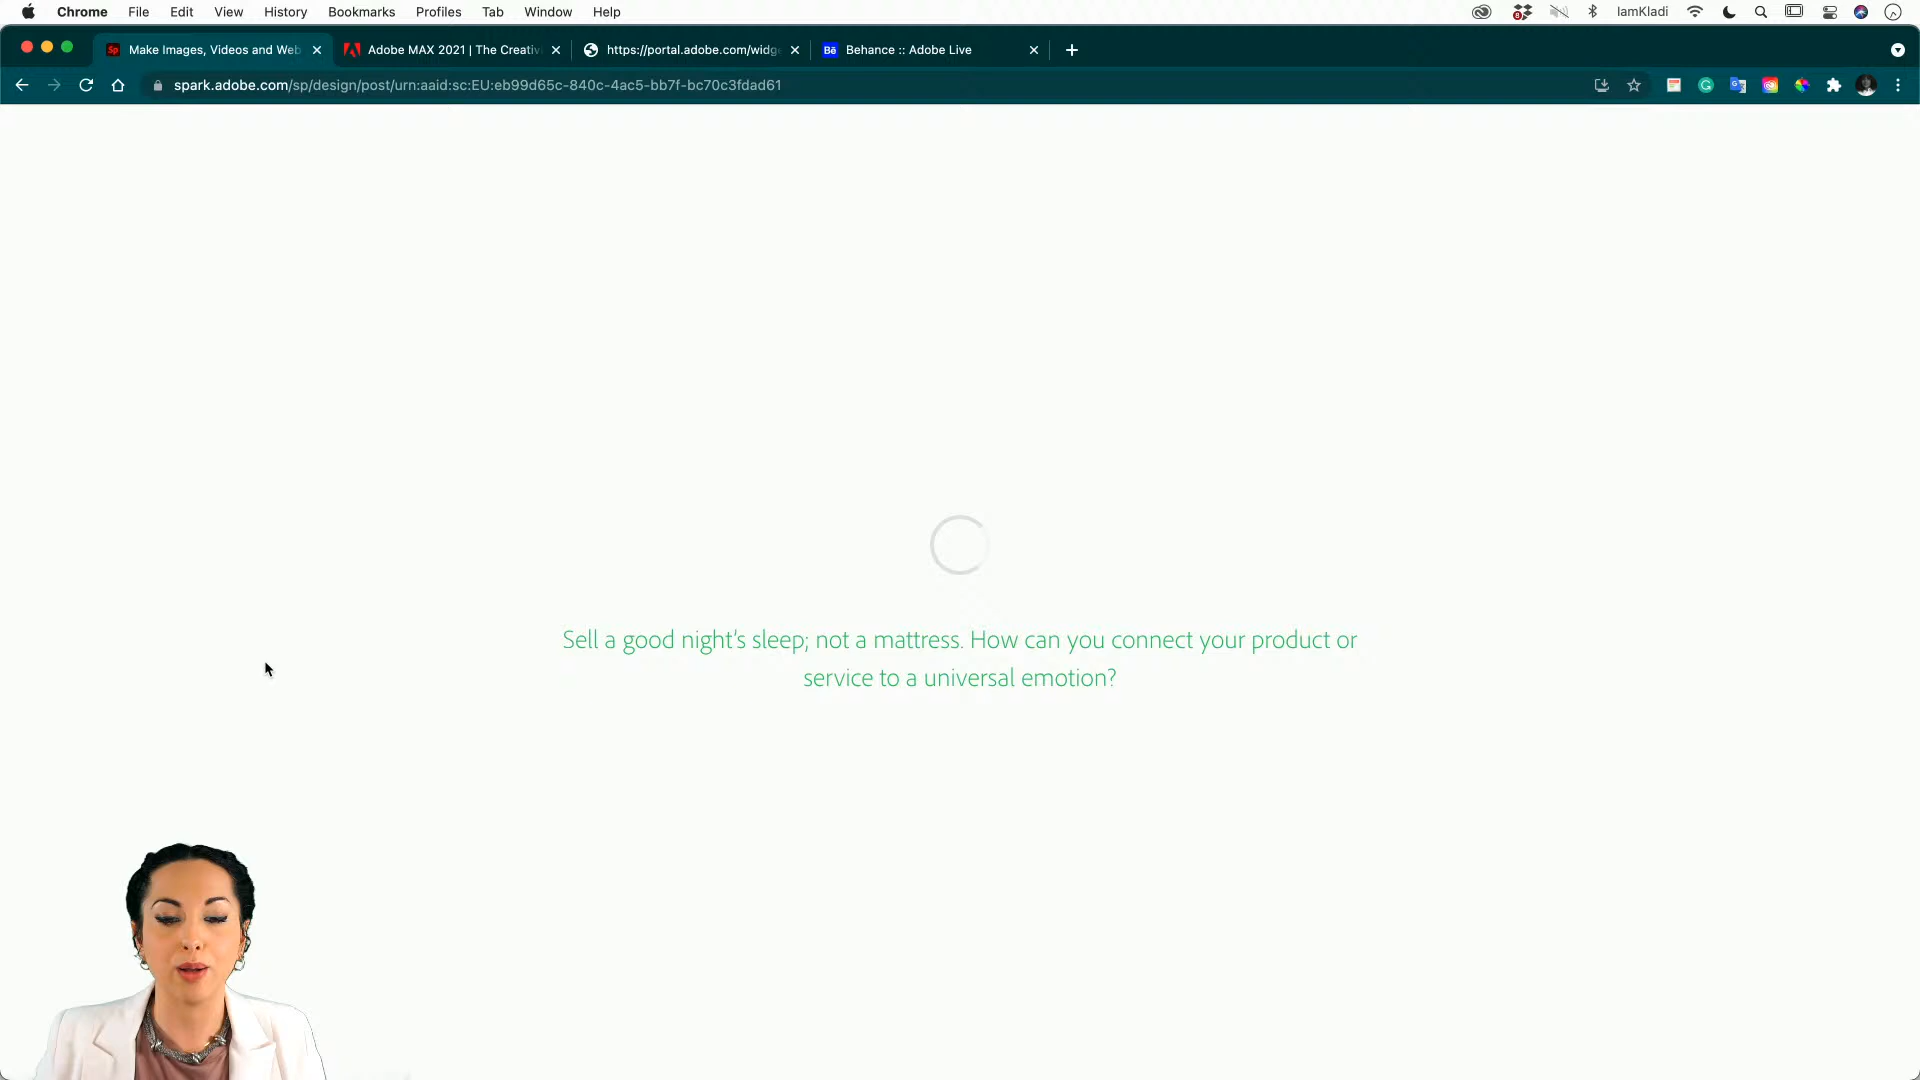 Chrome File Edit View History Bookmarks Profiles Tab Window Help IamKladi
Sp Make Images, Videos and Web Adobe MAX 2021 | The Creativ https://portal.adobe.com/widge Bē Behance :: Adobe Live
spark.adobe.com/sp/design/post/urn:aaid:sc:EU:eb99d65c-840c-4ac5-bb7f-bc70c3fdad61
Sell a good night's sleep; not a mattress. How can you connect your product or
service to a universal emotion?